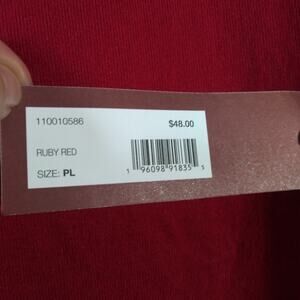 110010586 $48.00
RUBY RED
SIZE: PL
1 96098 91835 5